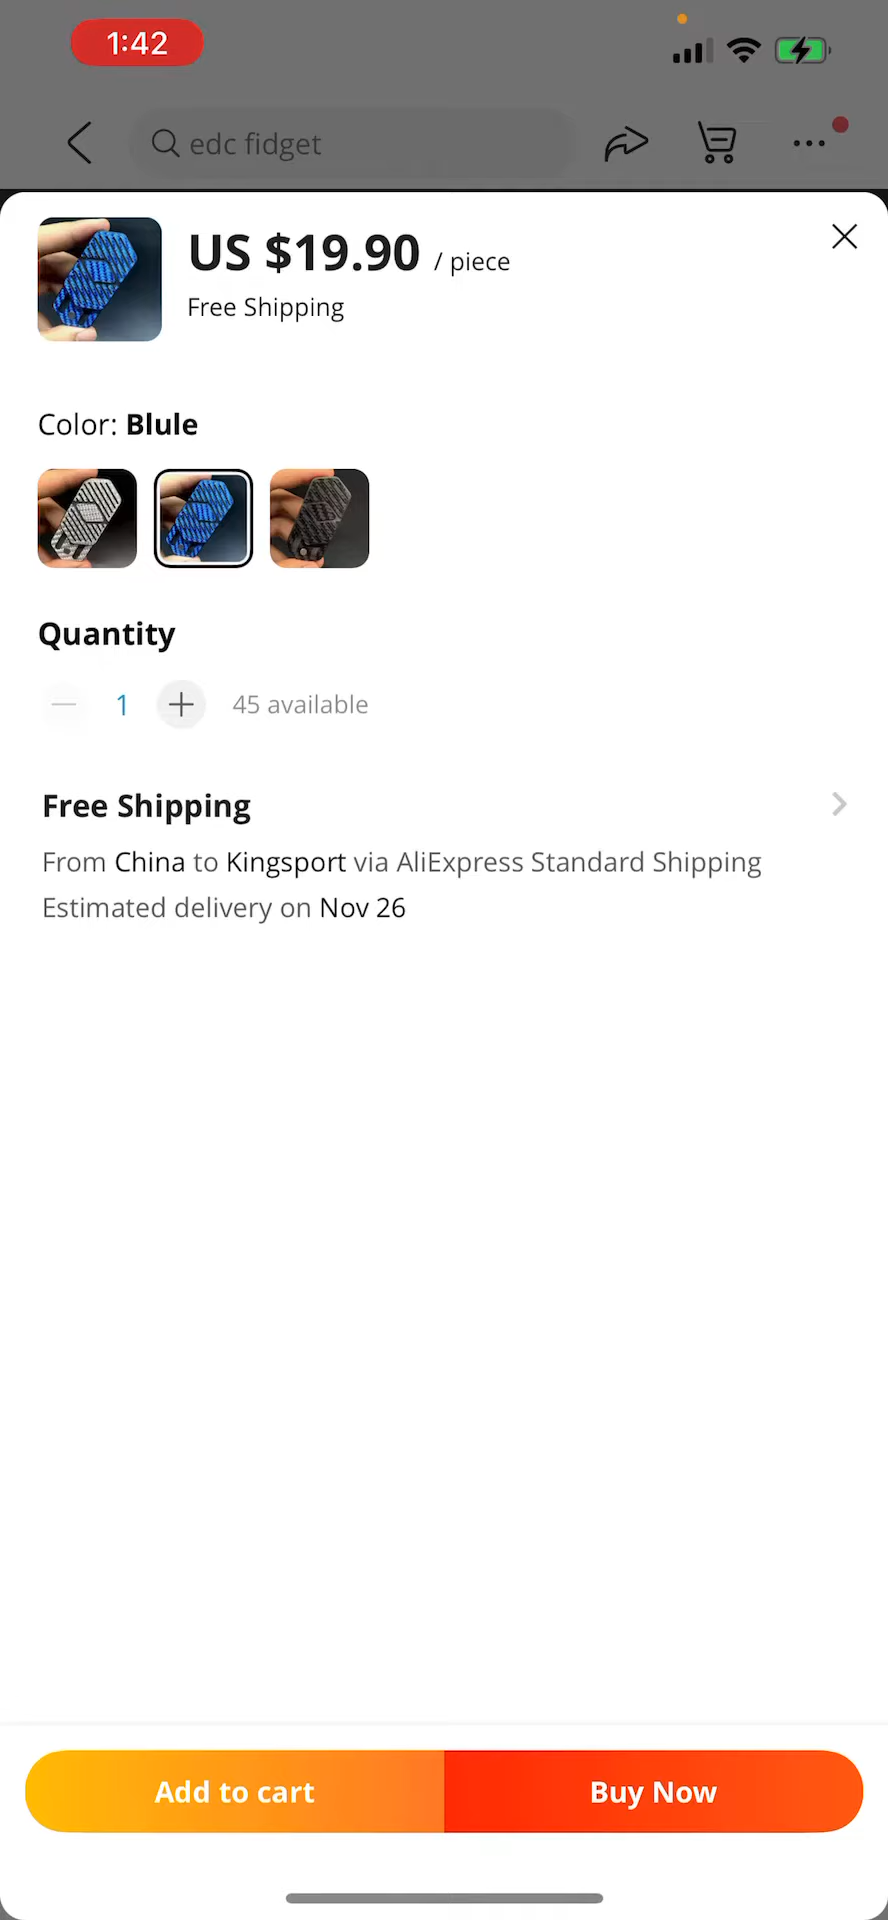 1:42
edc fidget
US $19.90 / piece
Free Shipping
Color: Blule
Quantity
1
45 available
Free Shipping
From China to Kingsport via AliExpress Standard Shipping
Estimated delivery on Nov 26
Add to cart
Buy Now